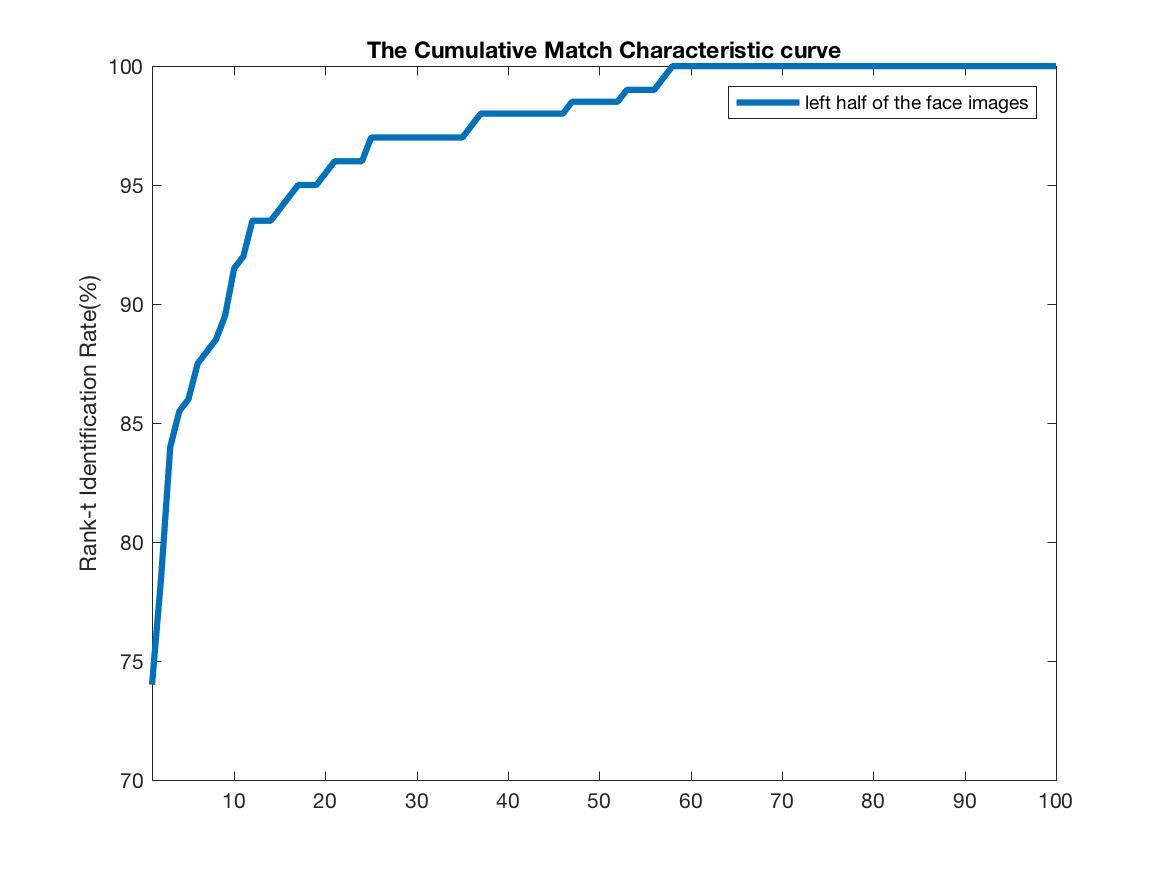 The Cumulative Match Characteristic curve
left half of the face images
Rank-t Identification Rate(%)
100
95
90
85
80
75
70
10 20 30 40 50 60 70 80 90 100